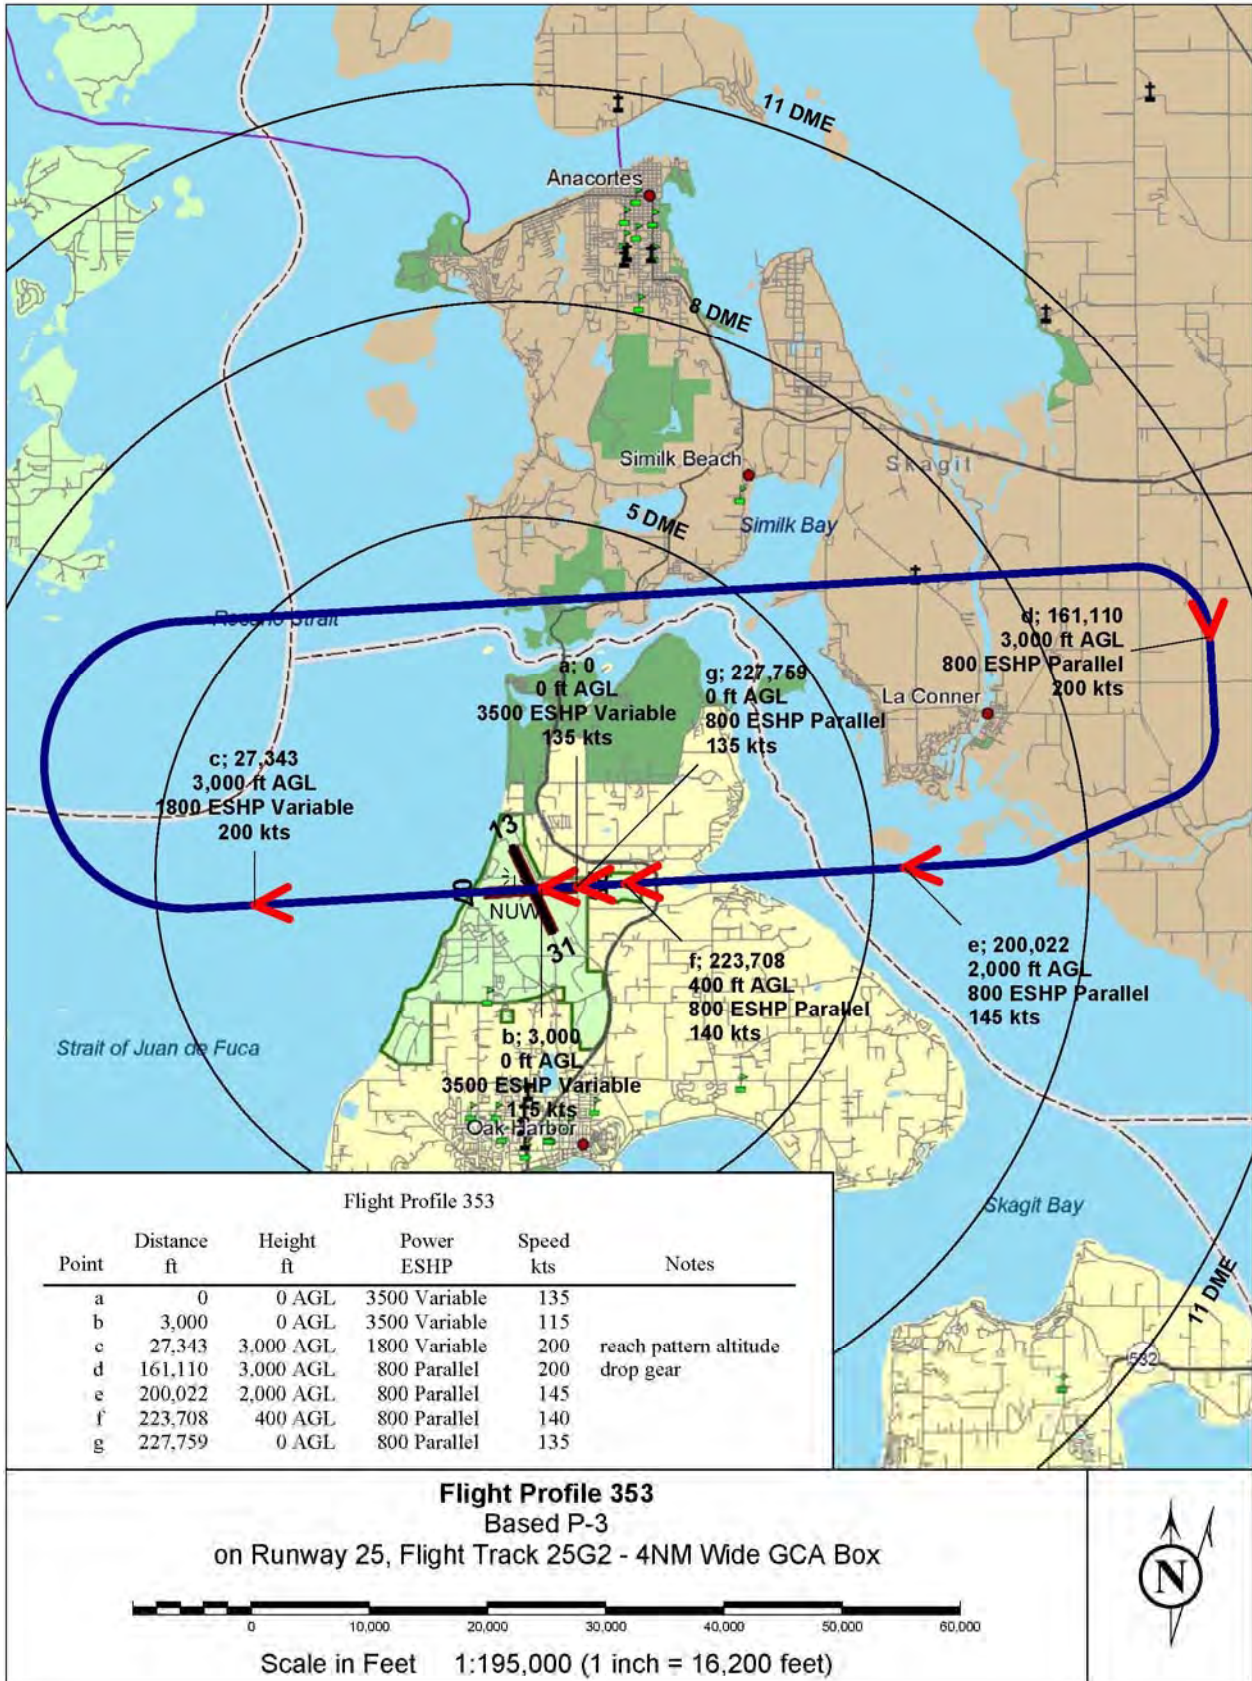 11 DME
Anacortes
8 DME
Similk Beach
Skagit
5 DME
Similk Bay
Rosario Strait
d; 161,110
3,000 ft AGL
800 ESHP Parallel
200 kts
a; 0
0 ft AGL
3500 ESHP Variable
135 kts
g; 227,759
0 ft AGL
800 ESHP Parallel
135 kts
La Conner
c; 27,343
3,000 ft AGL
1800 ESHP Variable
200 kts
13
07
NUW
31
f; 223,708
400 ft AGL
800 ESHP Parallel
140 kts
e; 200,022
2,000 ft AGL
800 ESHP Parallel
145 kts
Strait of Juan de Fuca
b; 3,000
0 ft AGL
3500 ESHP Variable
115 kts
Oak Harbor
Skagit Bay
11 DME
532
Flight Profile 353
Point Distance ft Height ft Power ESHP Speed kts Notes
a 0 0 AGL 3500 Variable 135
b 3,000 0 AGL 3500 Variable 115
c 27,343 3,000 AGL 1800 Variable 200 reach pattern altitude
d 161,110 3,000 AGL 800 Parallel 200 drop gear
e 200,022 2,000 AGL 800 Parallel 145
f 223,708 400 AGL 800 Parallel 140
g 227,759 0 AGL 800 Parallel 135
Flight Profile 353
Based P-3
on Runway 25, Flight Track 25G2 - 4NM Wide GCA Box
0 10,000 20,000 30,000 40,000 50,000 60,000
Scale in Feet 1:195,000 (1 inch = 16,200 feet)
N